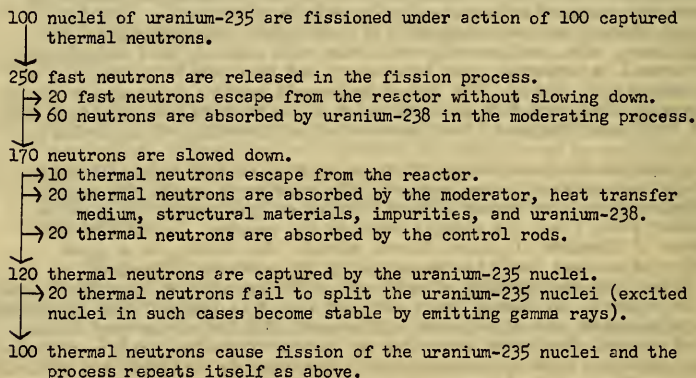 100 nuclei of uranium-235 are fissioned under action of 100 captured
thermal neutrons.
250 fast neutrons are released in the fission process.
20 fast neutrons escape from the reactor without slowing down.
60 neutrons are absorbed by uranium-238 in the moderating process.
170 neutrons are slowed down.
10 thermal neutrons escape from the reactor.
20 thermal neutrons are absorbed by the moderator, heat transfer
medium, structural materials, impurities, and uranium-238.
20 thermal neutrons are absorbed by the control rods.
120 thermal neutrons are captured by the uranium-235 nuclei.
20 thermal neutrons fail to split the uranium-235 nuclei (excited
nuclei in such cases become stable by emitting gamma rays).
100 thermal neutrons cause fission of the uranium-235 nuclei and the
process repeats itself as above.